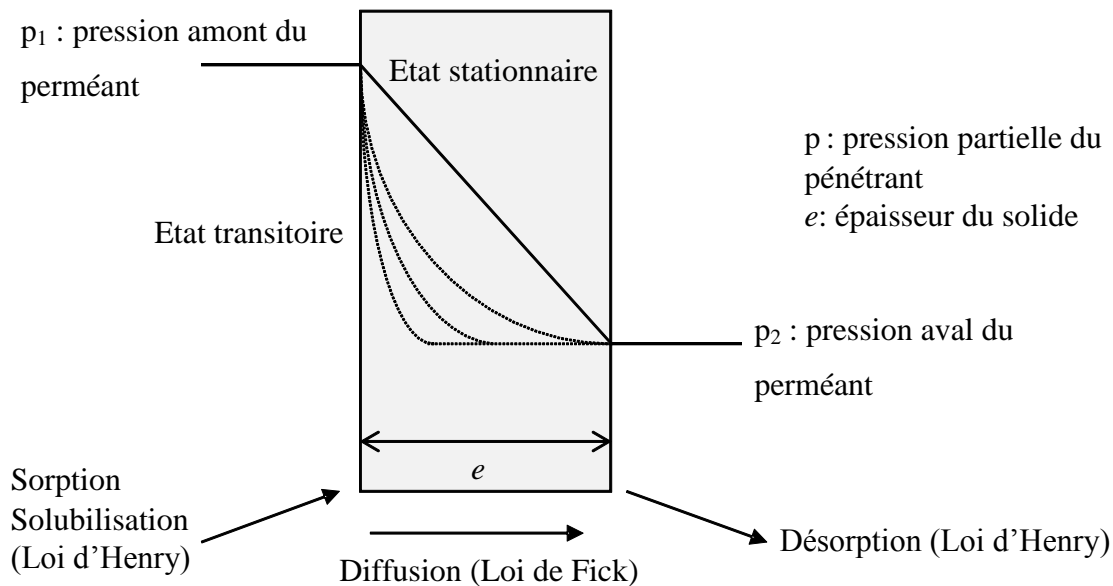 p₁ : pression amont du
perméant
Etat stationnaire
p : pression partielle du
pénétrant
e: épaisseur du solide
Etat transitoire
p₂ : pression aval du
perméant
e
Sorption
Solubilisation
(Loi d’Henry)
Désorption (Loi d’Henry)
Diffusion (Loi de Fick)